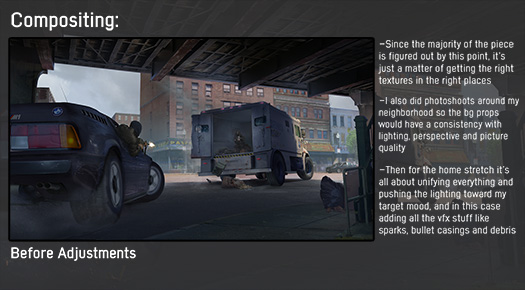 Compositing:
-Since the majority of the piece
is figured out by this point, it's
just a matter of getting the right
textures in the right places
-I also did photoshoots around my
neighborhood so the bg props
would have a consistency with
lighting, perspective and picture
quality
-Then for the home stretch it's
all about unifying everything and
pushing the lighting toward my
target mood, and in this case
adding all the vfx stuff like
sparks, bullet casings and debris
Before Adjustments